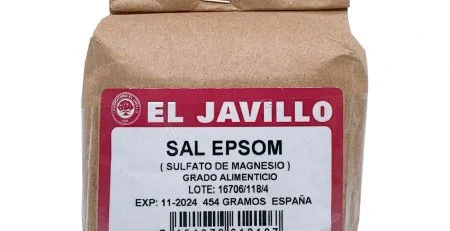 EL JAVILLO
SAL EPSOM
( SULFATO DE MAGNESIO )
GRADO ALIMENTICIO
LOTE: 16706/118/4
EXP: 11-2024 454 GRAMOS ESPAÑA